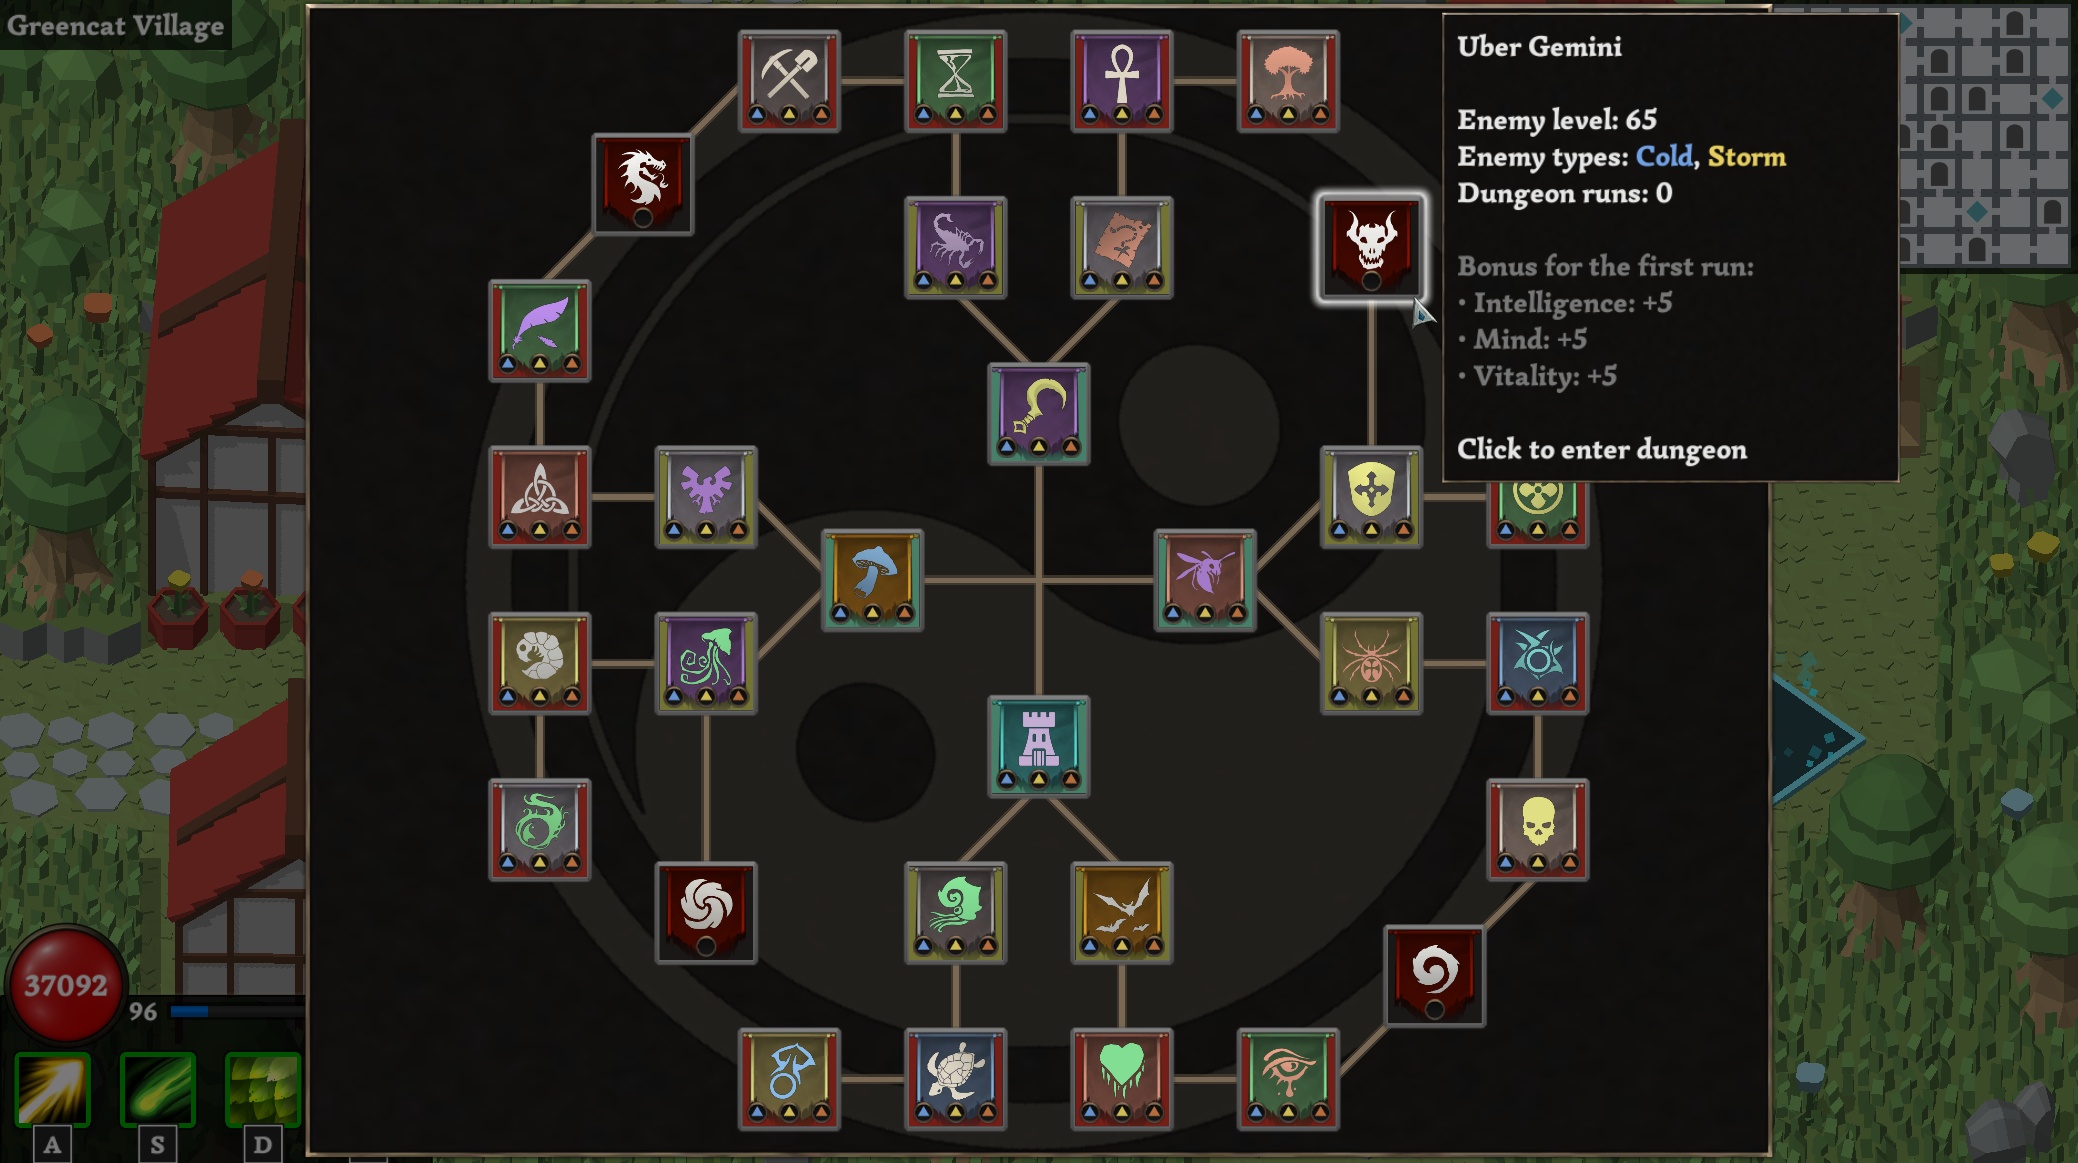 Greencat Village
Uber Gemini
Enemy level: 65
Enemy types: Cold, Storm
Dungeon runs: 0
Bonus for the first run:
• Intelligence: +5
• Mind: +5
• Vitality: +5
Click to enter dungeon
37092
96
A
S
D